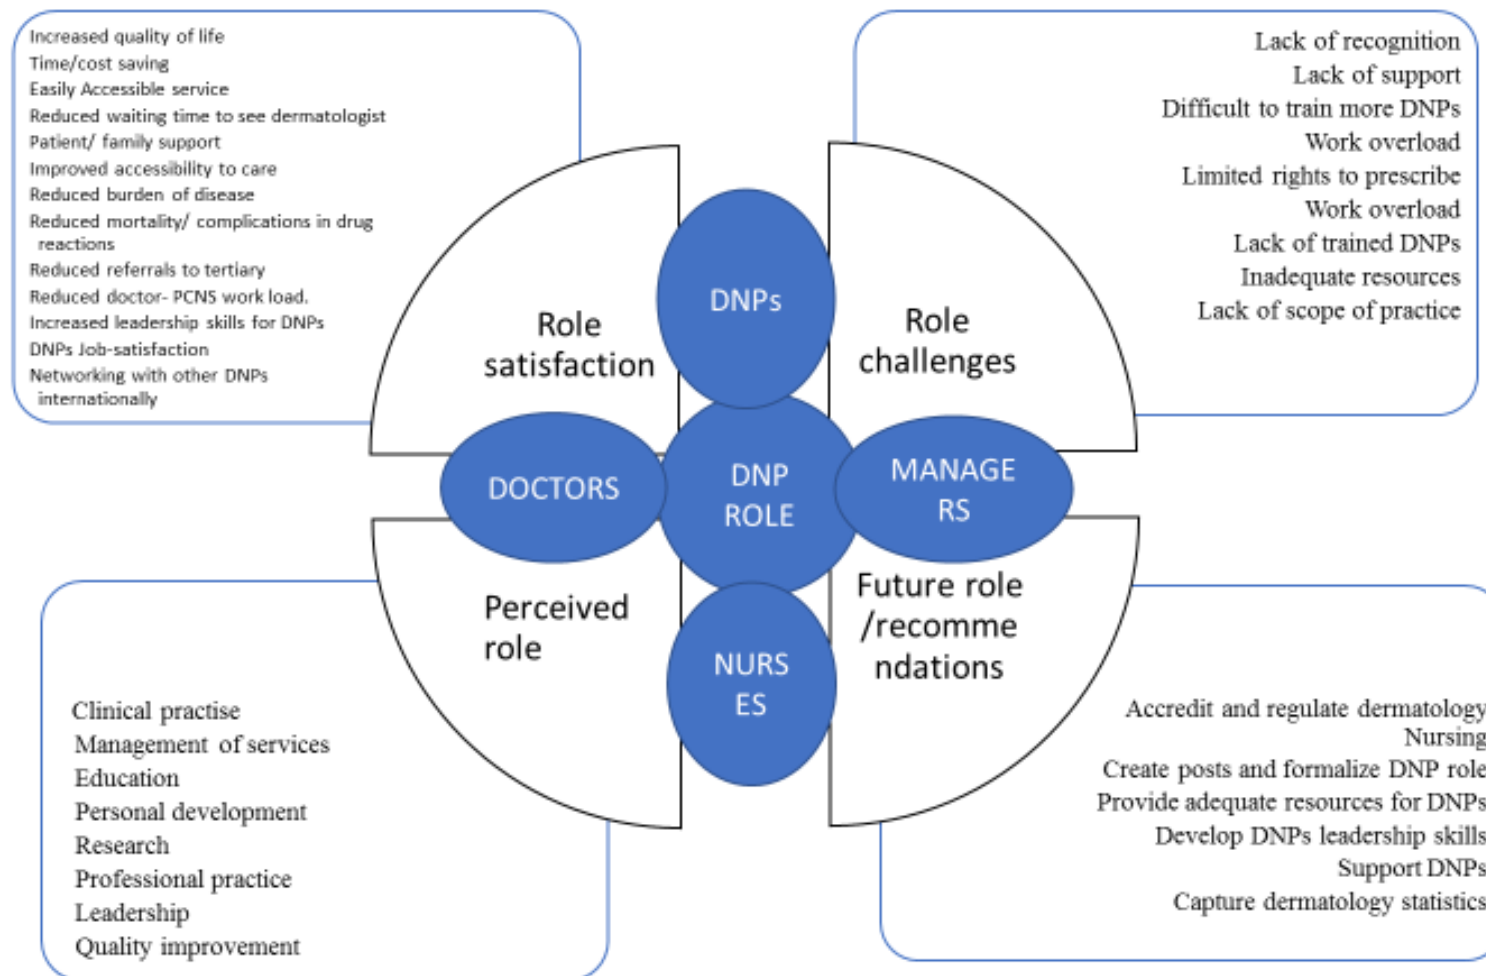 Increased quality of life
Time/cost saving
Easily Accessible service
Reduced waiting time to see dermatologist
Patient/ family support
Improved accessibility to care
Reduced burden of disease
Reduced mortality/ complications in drug
reactions
Reduced referrals to tertiary
Reduced doctor- PCNS work load.
Increased leadership skills for DNPs
DNPs Job-satisfaction
Networking with other DNPs
internationally
Lack of recognition
Lack of support
Difficult to train more DNPs
Work overload
Limited rights to prescribe
Work overload
Lack of trained DNPs
Inadequate resources
Lack of scope of practice
Role
satisfaction
DNPs
Role
challenges
DOCTORS
DNP
ROLE
MANAGE
RS
Perceived
role
NURS
ES
Future role
/recomme
ndations
Clinical practise
Management of services
Education
Personal development
Research
Professional practice
Leadership
Quality improvement
Accredit and regulate dermatology
Nursing
Create posts and formalize DNP role
Provide adequate resources for DNPs
Develop DNPs leadership skills
Support DNPs
Capture dermatology statistics